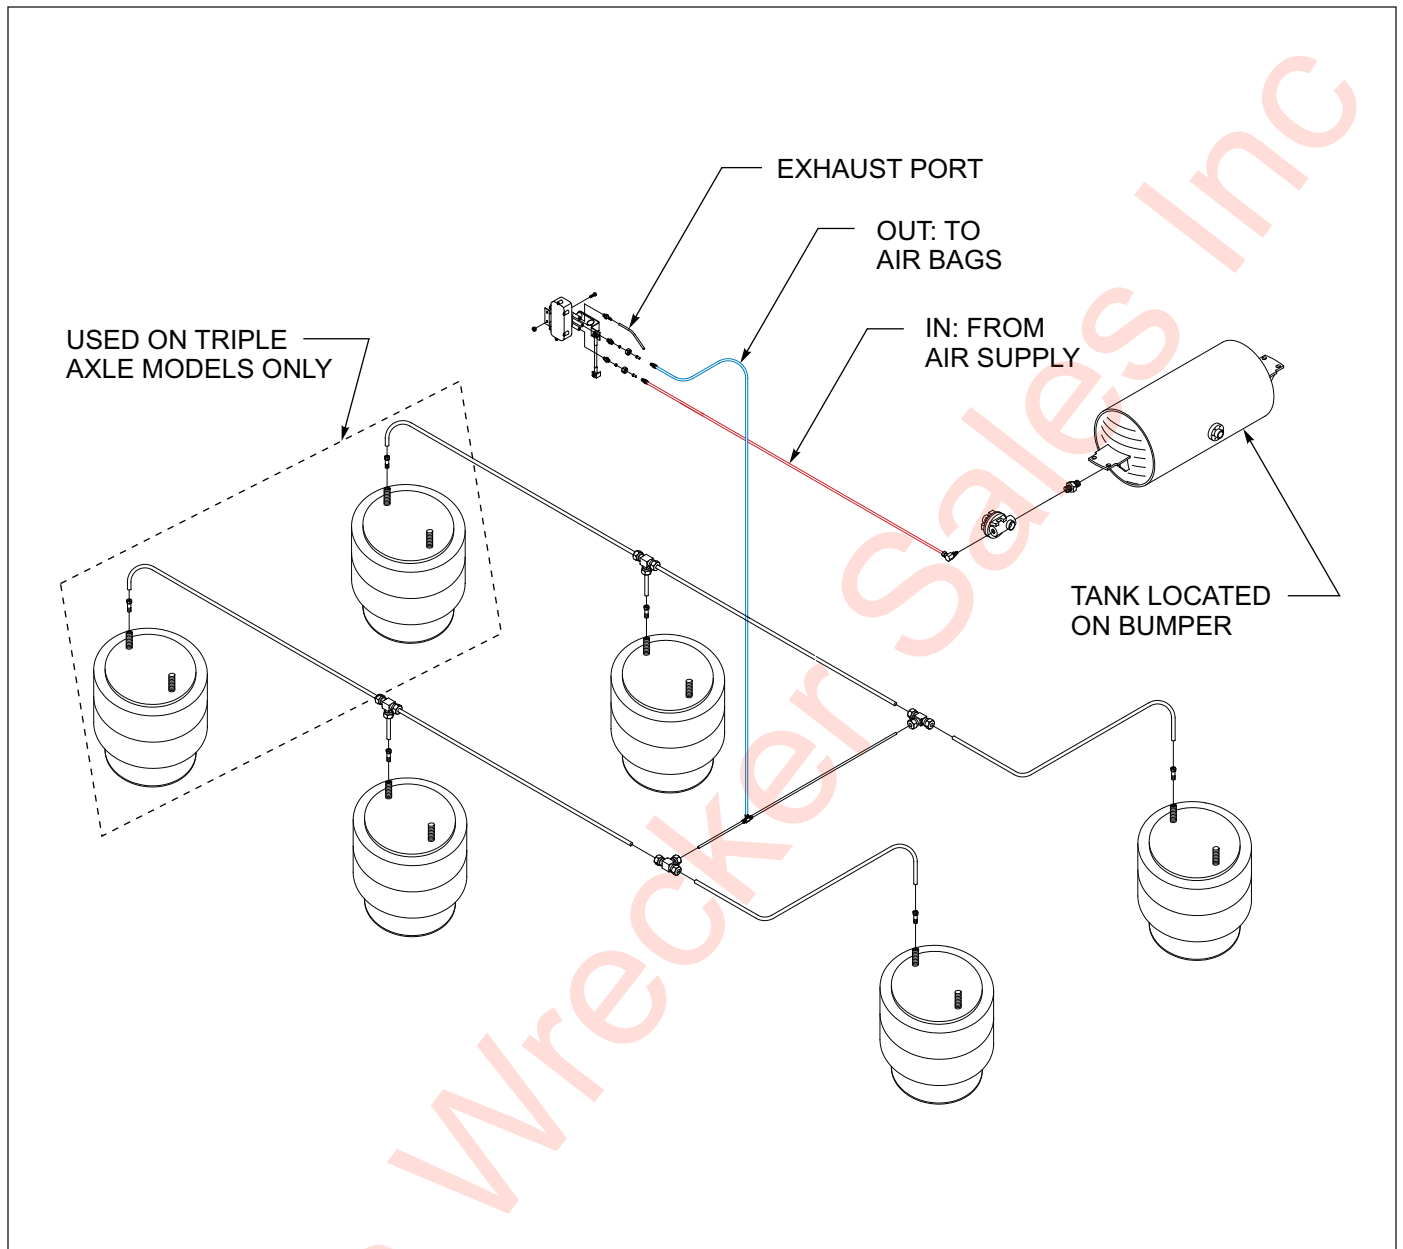 EXHAUST PORT
OUT: TO
AIR BAGS
IN: FROM
AIR SUPPLY
USED ON TRIPLE
AXLE MODELS ONLY
TANK LOCATED
ON BUMPER
Wrecker Sales Inc